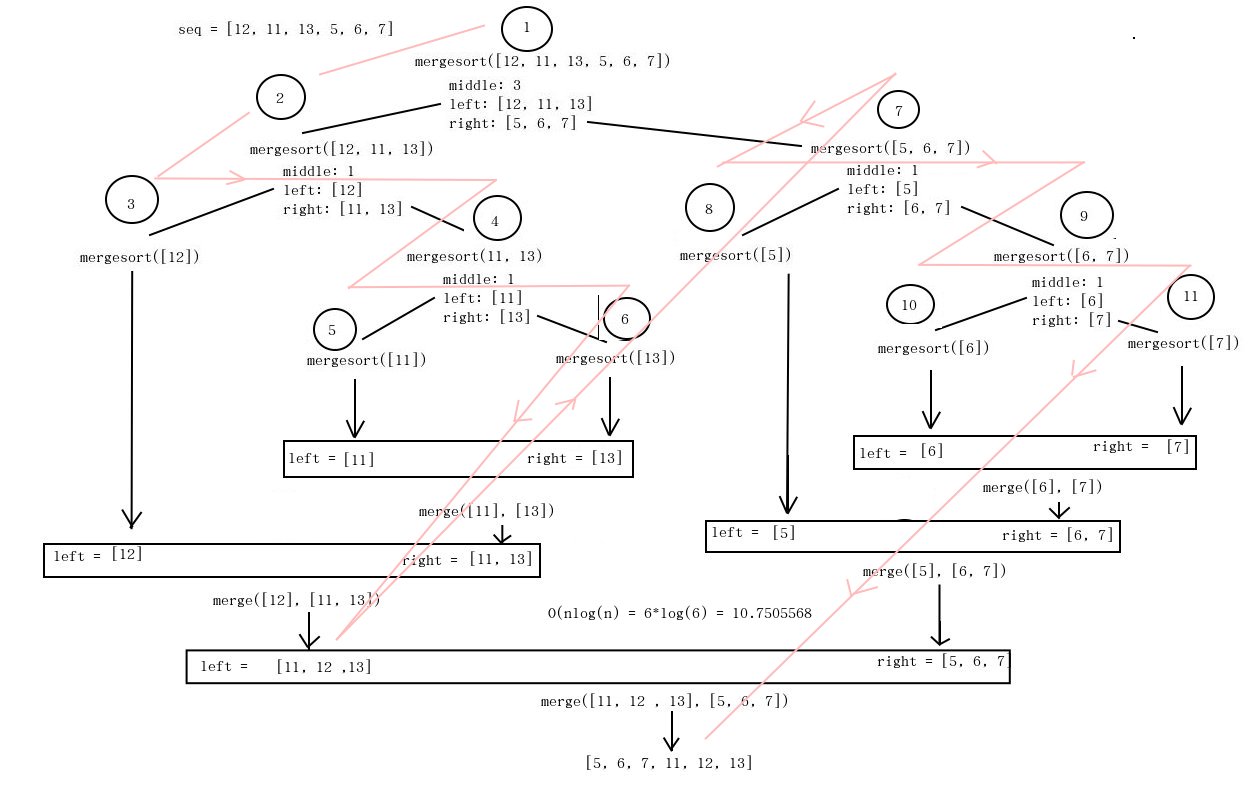 seq = [12, 11, 13, 5, 6, 7]
1
mergesort([12, 11, 13, 5, 6, 7])
middle: 3
left: [12, 11, 13]
right: [5, 6, 7]
2
mergesort([12, 11, 13])
middle: 1
left: [12]
right: [11, 13]
7
mergesort([5, 6, 7])
middle: 1
left: [5]
right: [6, 7]
3
mergesort([12])
4
mergesort(11, 13)
middle: 1
left: [11]
right: [13]
8
mergesort([5])
9
mergesort([6, 7])
middle: 1
left: [6]
right: [7]
5
mergesort([11])
6
mergesort([13])
10
mergesort([6])
11
mergesort([7])
left = [11]
right = [13]
left = [6]
right = [7]
merge([11], [13])
merge([6], [7])
left = [12]
right = [11, 13]
left = [5]
right = [6, 7]
merge([12], [11, 13])
merge([5], [6, 7])
O(nlog(n) = 6*log(6) = 10.7505568
left = [11, 12 ,13]
right = [5, 6, 7]
merge([11, 12 , 13], [5, 6, 7])
[5, 6, 7, 11, 12, 13]